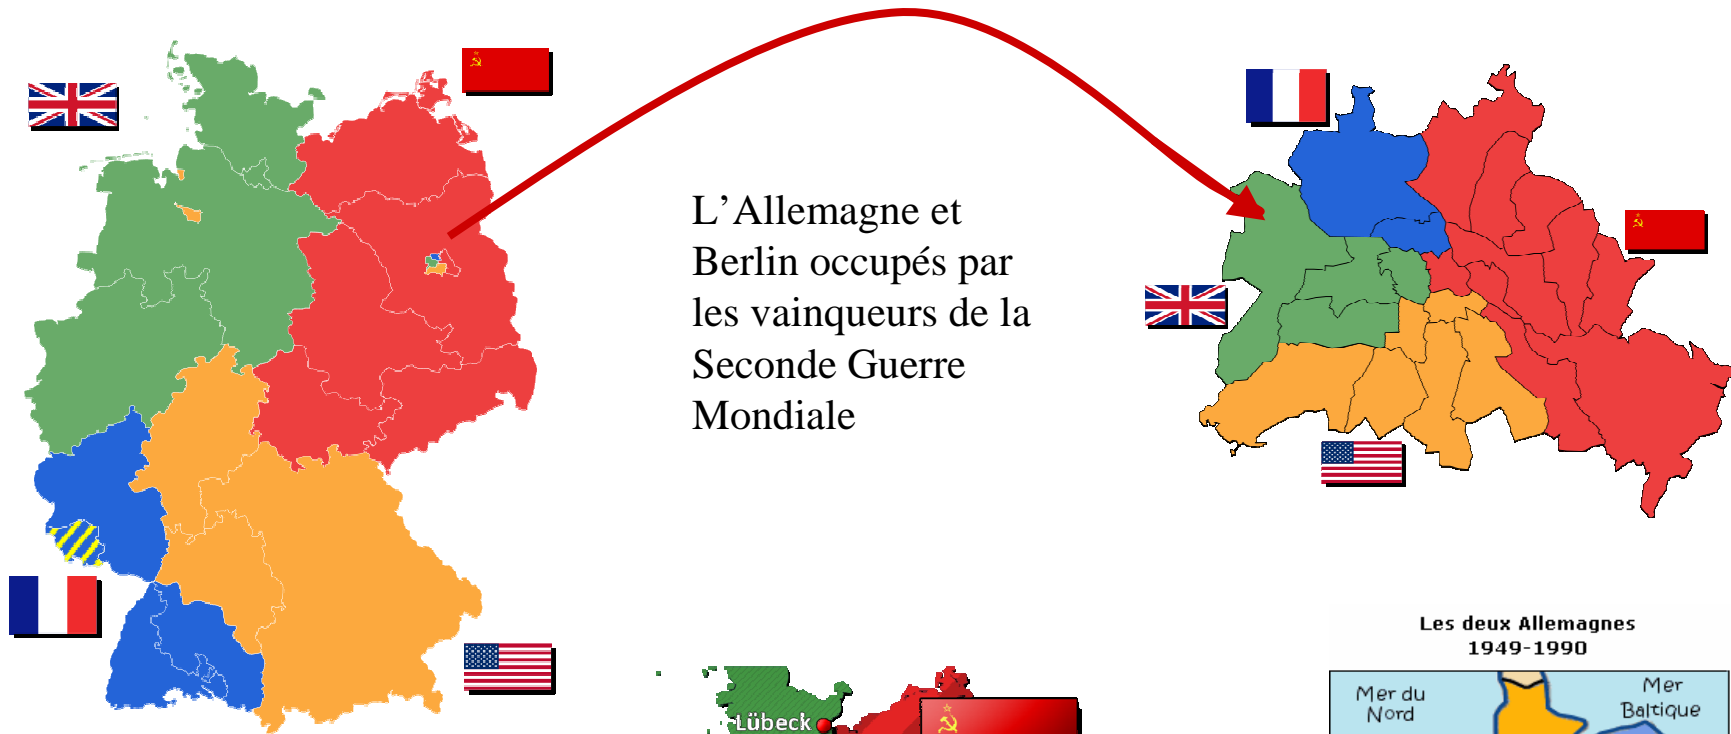 L’Allemagne et
Berlin occupés par
les vainqueurs de la
Seconde Guerre
Mondiale
Les deux Allemagnes
1949-1990
Mer du
Nord
Mer
Baltique
Lübeck